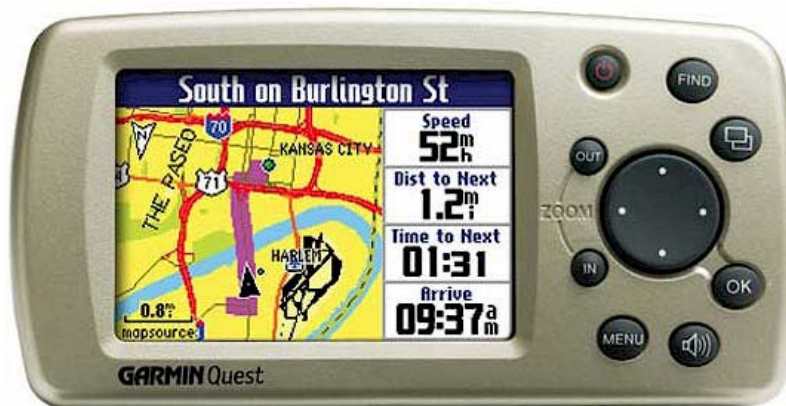 South on Burlington St
N
70
KANSAS CITY
THE PASEO
71
HARLEM
0.8mi
mapsource
Speed
52mh
Dist to Next
1.2mi
Time to Next
01:31
Arrive
09:37am
FIND
OUT
ZOOM
IN
OK
MENU
GARMIN Quest